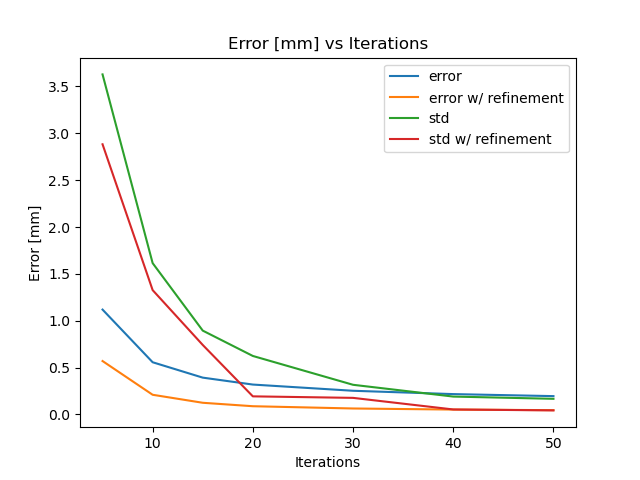 Error [mm] vs Iterations
error
error w/ refinement
std
std w/ refinement
Error [mm]
3.5
3.0
2.5
2.0
1.5
1.0
0.5
0.0
10 20 30 40 50
Iterations